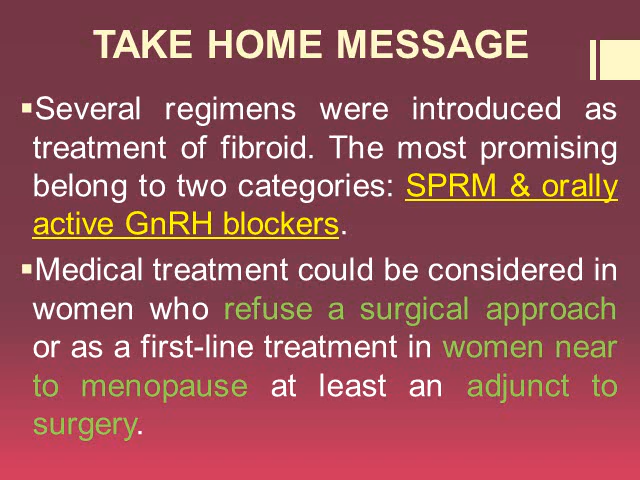 TAKE HOME MESSAGE
▪Several regimens were introduced as
treatment of fibroid. The most promising
belong to two categories: SPRM & orally
active GnRH blockers.
▪Medical treatment could be considered in
women who refuse a surgical approach
or as a first-line treatment in women near
to menopause at least an adjunct to
surgery.